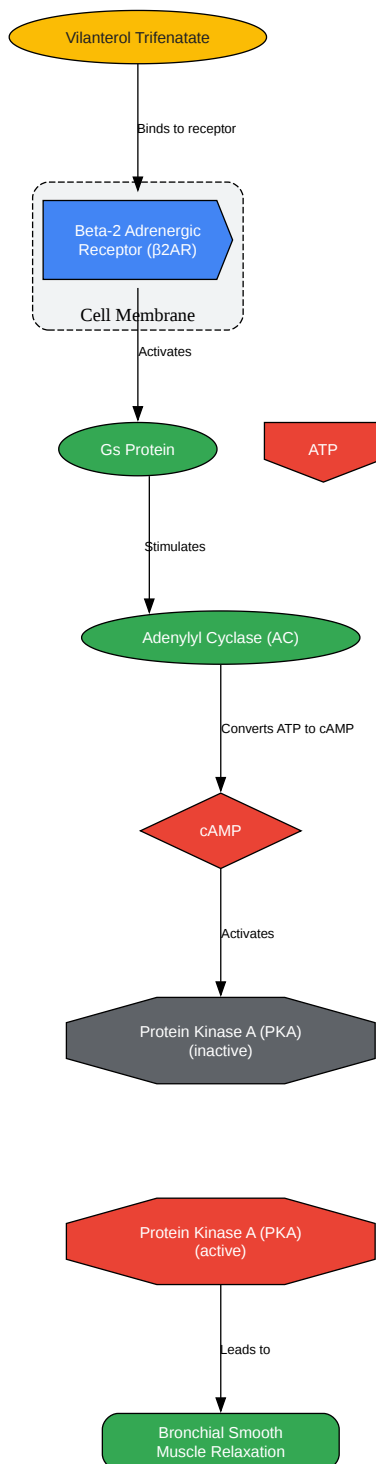 Vilanterol Trifenatate
Binds to receptor
Beta-2 Adrenergic
Receptor (β2AR)
Cell Membrane
Activates
Gs Protein
ATP
Stimulates
Adenylyl Cyclase (AC)
Converts ATP to cAMP
cAMP
Activates
Protein Kinase A (PKA)
(inactive)
Protein Kinase A (PKA)
(active)
Leads to
Bronchial Smooth
Muscle Relaxation